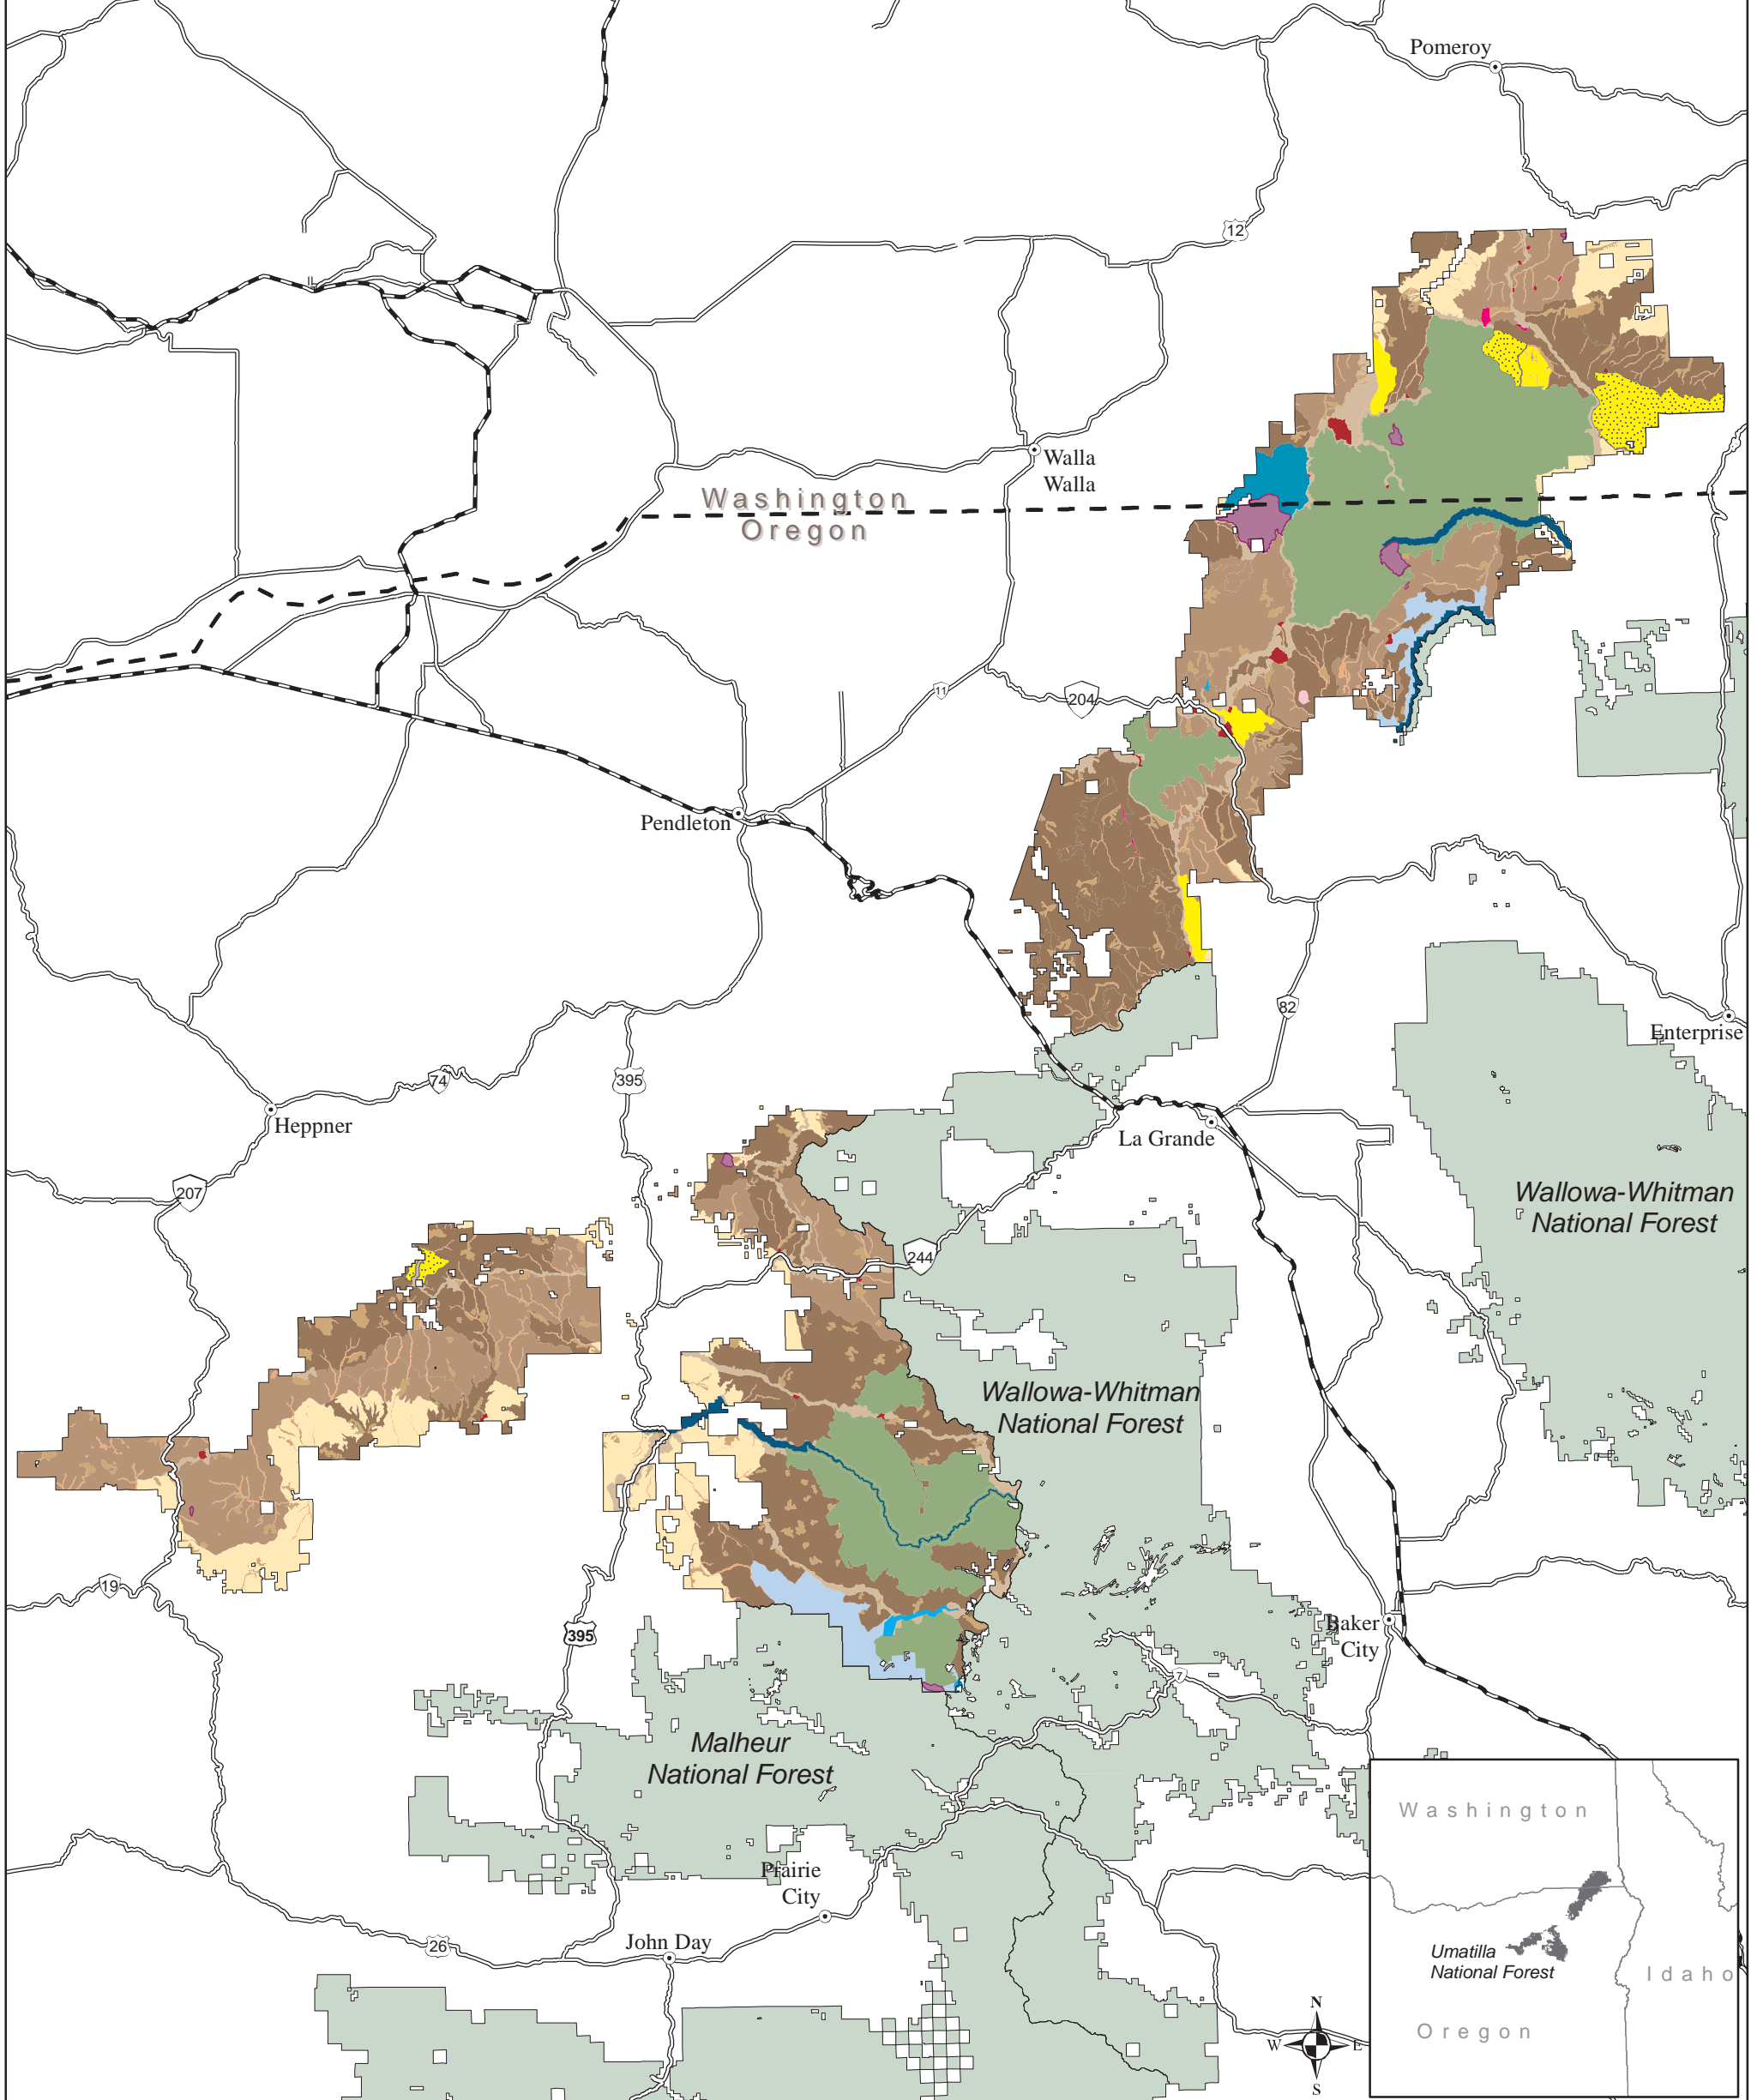 Pomeroy
12
Walla
Walla
Washington
Oregon
11
204
Pendleton
82
Enterprise
74
395
Heppner
La Grande
207
Wallowa-Whitman
National Forest
244
Wallowa-Whitman
National Forest
19
395
Baker
City
7
Malheur
National Forest
Washington
Prairie
City
26
John Day
Umatilla
National Forest
Idaho
Oregon
N
W
E
S